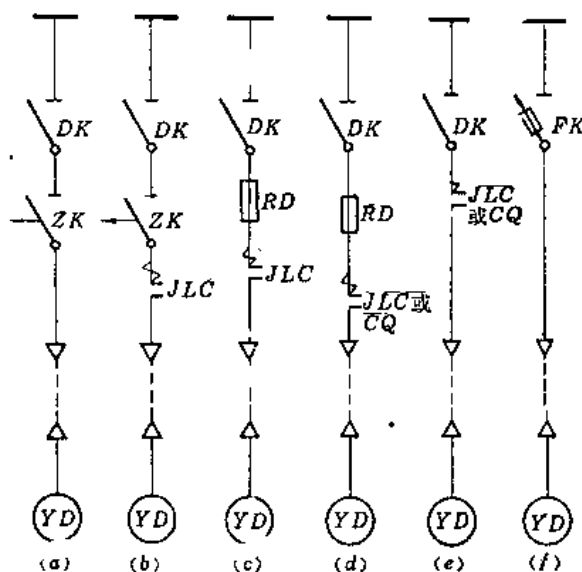 DK DK DK DK DK FK
ZK ZK RD RD JLC
或CQ
JLC JLC JLC或
CQ
YD YD YD YD YD YD
(a) (b) (c) (d) (e) (f)